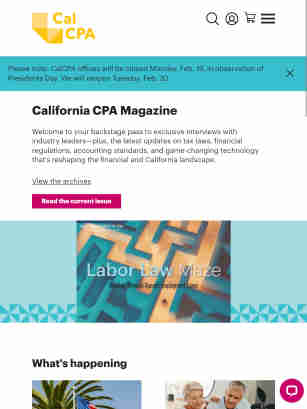 Cal
CPA
Please note: CalCPA offices will be closed Monday, Feb. 19, in observation of
Presidents Day. We will reopen Tuesday, Feb. 20.
California CPA Magazine
Welcome to your backstage pass to exclusive interviews with
industry leaders—plus, the latest updates on tax laws, financial
regulations, accounting standards, and game-changing technology
that's reshaping the financial and California landscape.
View the archives
Read the current issue
Labor Law Maze
What's happening